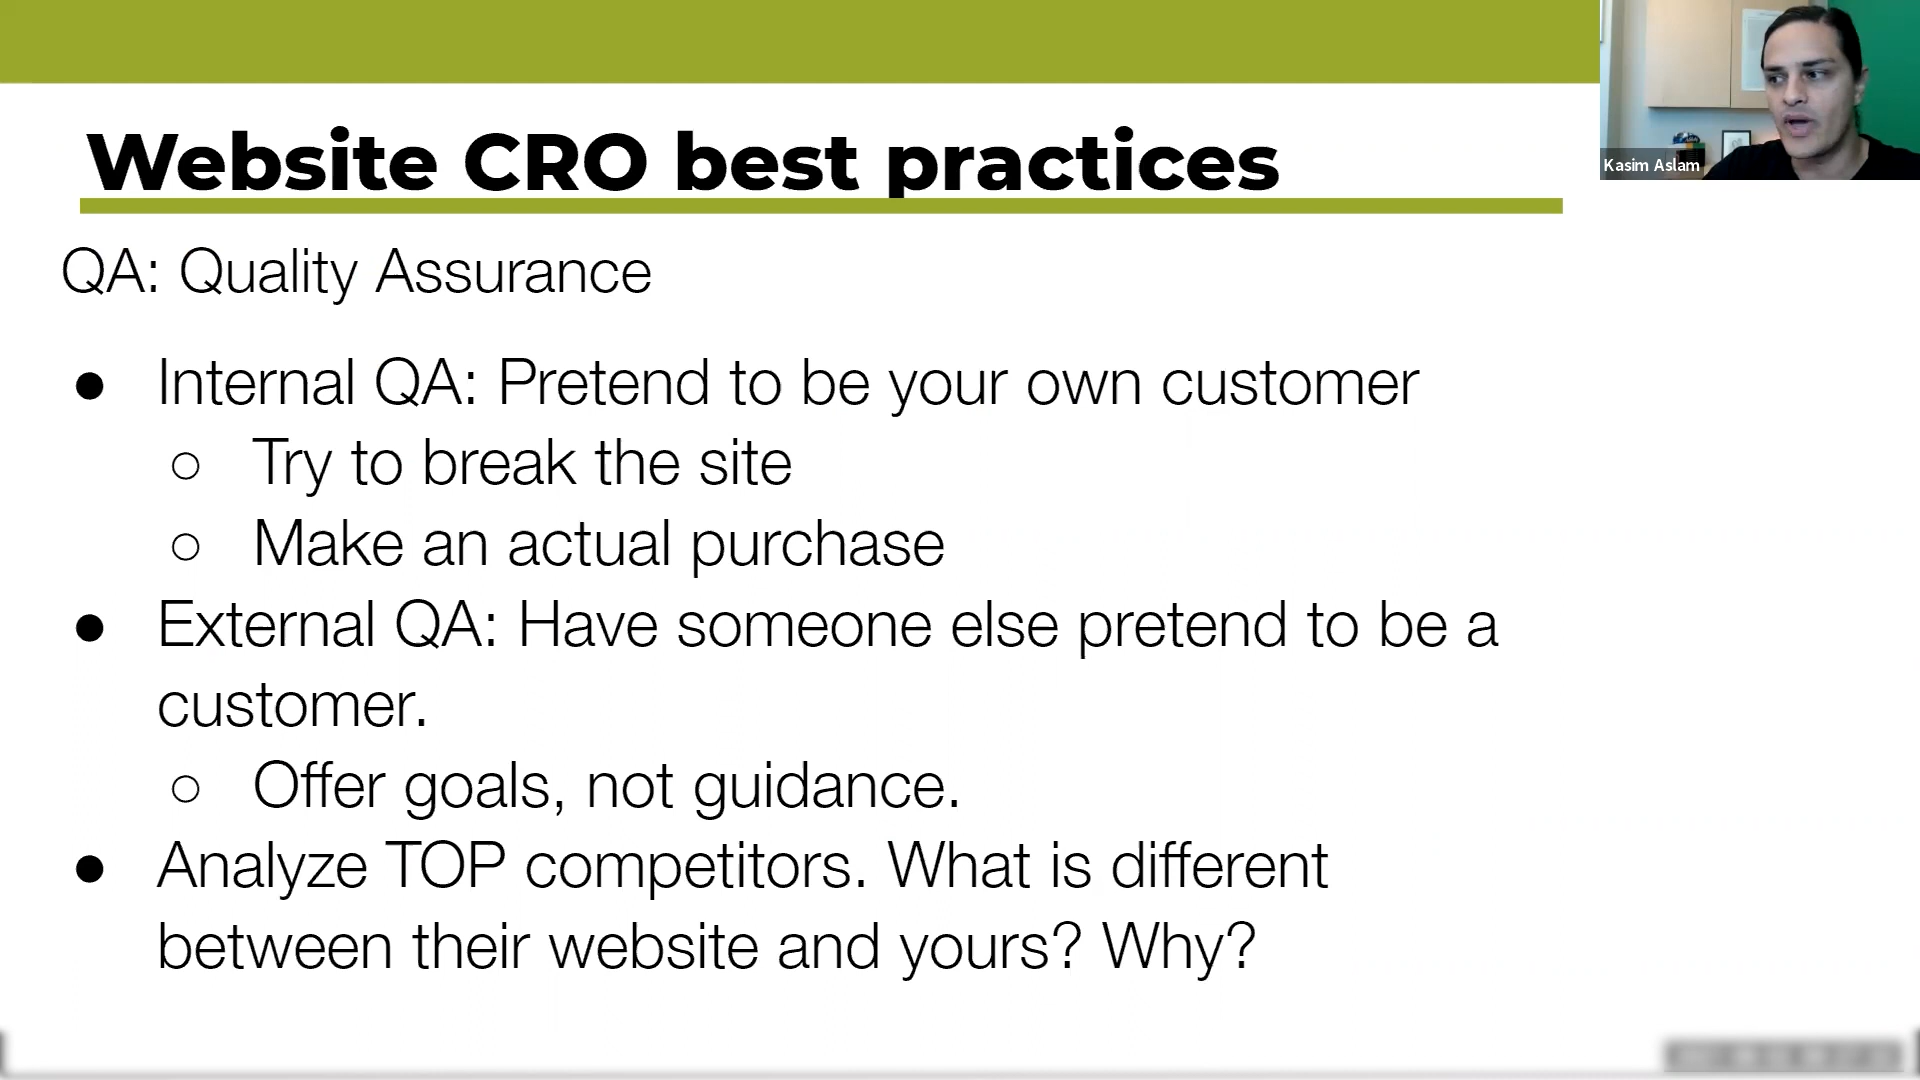 Website CRO best practices
Kasim Aslam
QA: Quality Assurance
● Internal QA: Pretend to be your own customer
○ Try to break the site
○ Make an actual purchase
● External QA: Have someone else pretend to be a
customer.
○ Offer goals, not guidance.
● Analyze TOP competitors. What is different
between their website and yours? Why?